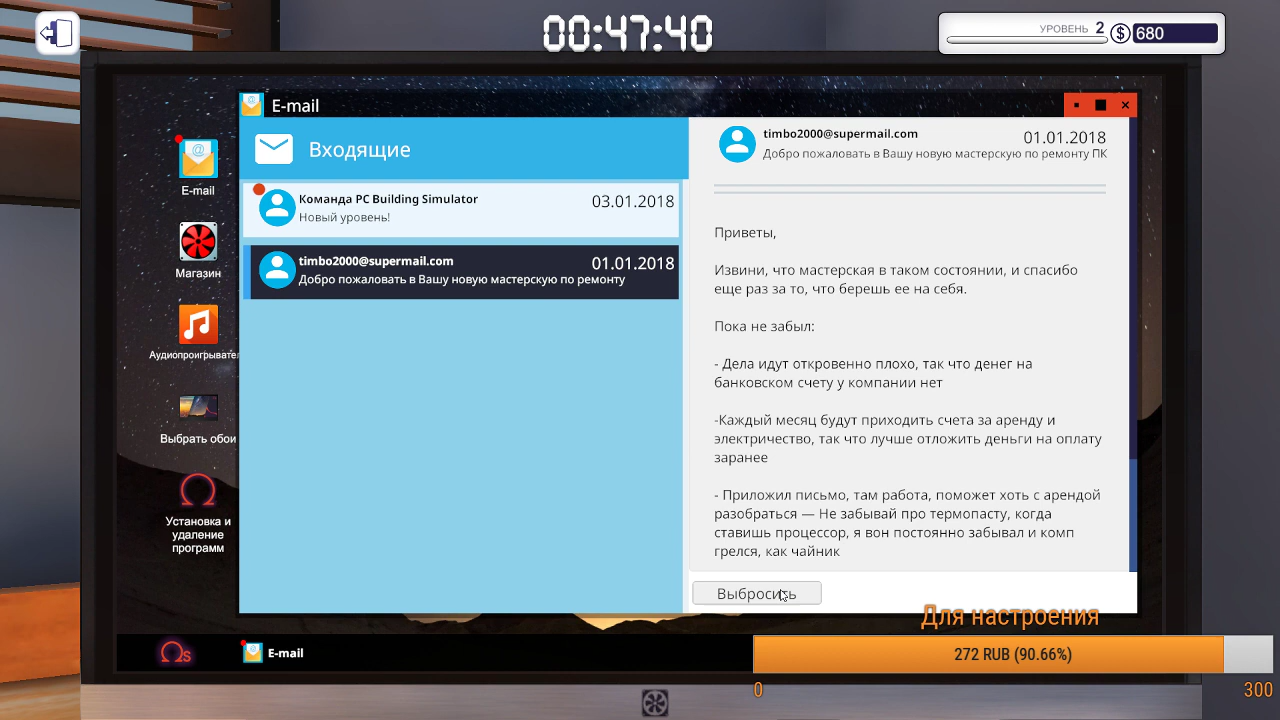 00:47:40
УРОВЕНЬ 2
$ 680
E-mail
E-mail
Магазин
Аудиопроигрывате
Выбрать обои
Установка и
удаление
программ
Входящие
Команда PC Building Simulator
03.01.2018
Новый уровень!
timbo2000@supermail.com
01.01.2018
Добро пожаловать в Вашу новую мастерскую по ремонту
timbo2000@supermail.com
01.01.2018
Добро пожаловать в Вашу новую мастерскую по ремонту ПК
Приветы,
Извини, что мастерская в таком состоянии, и спасибо
еще раз за то, что берешь ее на себя.
Пока не забыл:
- Дела идут откровенно плохо, так что денег на
банковском счету у компании нет
-Каждый месяц будут приходить счета за аренду и
электричество, так что лучше отложить деньги на оплату
заранее
- Приложил письмо, там работа, поможет хоть с арендой
разобраться — Не забывай про термопасту, когда
ставишь процессор, я вон постоянно забывал и комп
грелся, как чайник
Выбросить
Для настроения
E-mail
272 RUB (90.66%)
0
300